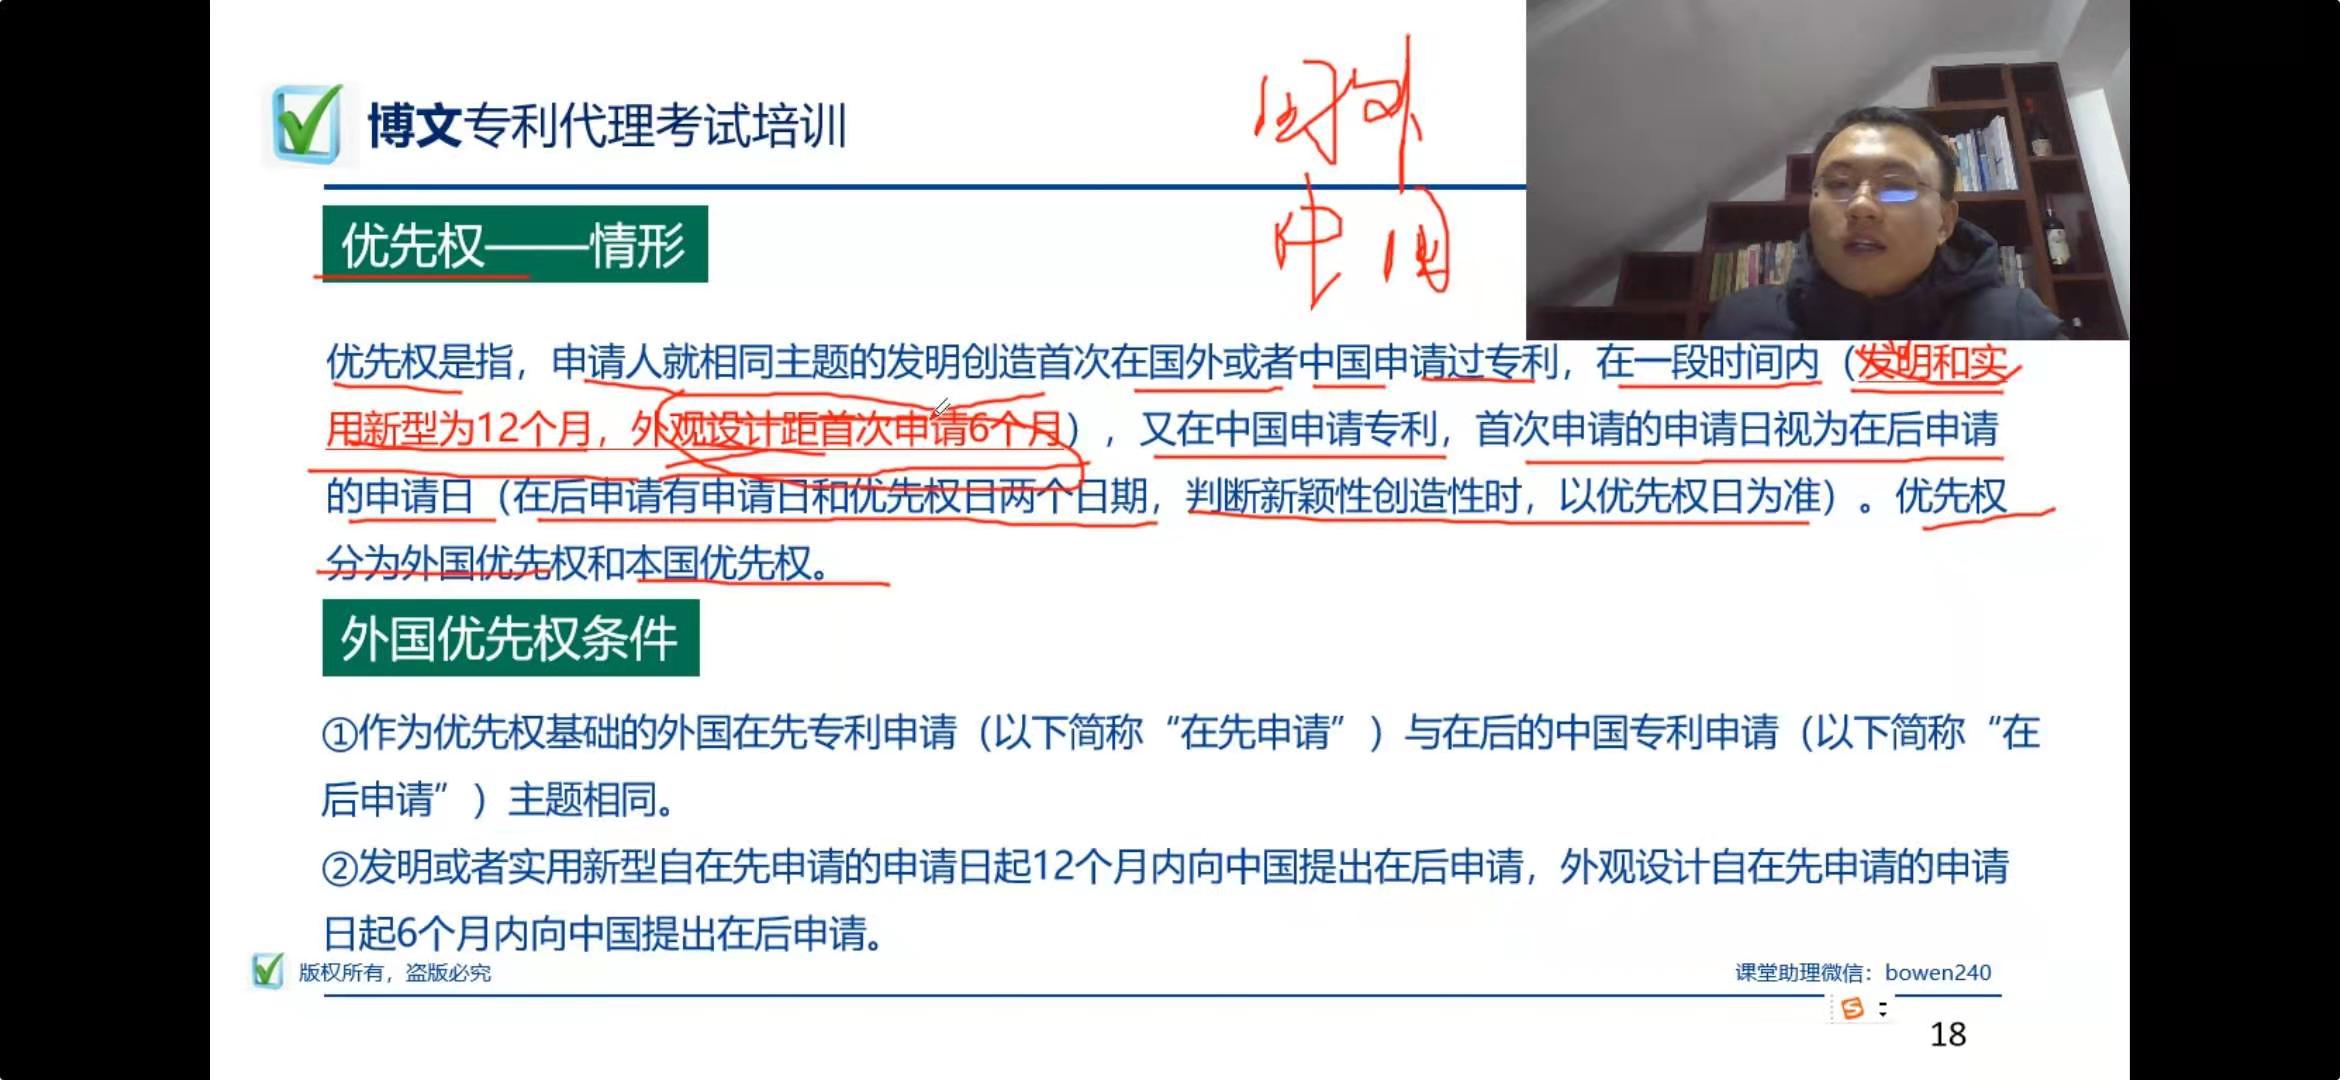 博文专利代理考试培训
国外
中国
优先权——情形
优先权是指，申请人就相同主题的发明创造首次在国外或者中国申请过专利，在一段时间内（发明和实
用新型为12个月，外观设计距首次申请6个月），又在中国申请专利，首次申请的申请日视为在后申请
的申请日（在后申请有申请日和优先权日两个日期，判断新颖性创造性时，以优先权日为准）。优先权
分为外国优先权和本国优先权。
外国优先权条件
①作为优先权基础的外国在先专利申请（以下简称“在先申请”）与在后的中国专利申请（以下简称“在
后申请”）主题相同。
②发明或者实用新型自在先申请的申请日起12个月内向中国提出在后申请，外观设计自在先申请的申请
日起6个月内向中国提出在后申请。
版权所有，盗版必究
课堂助理微信：bowen240
18